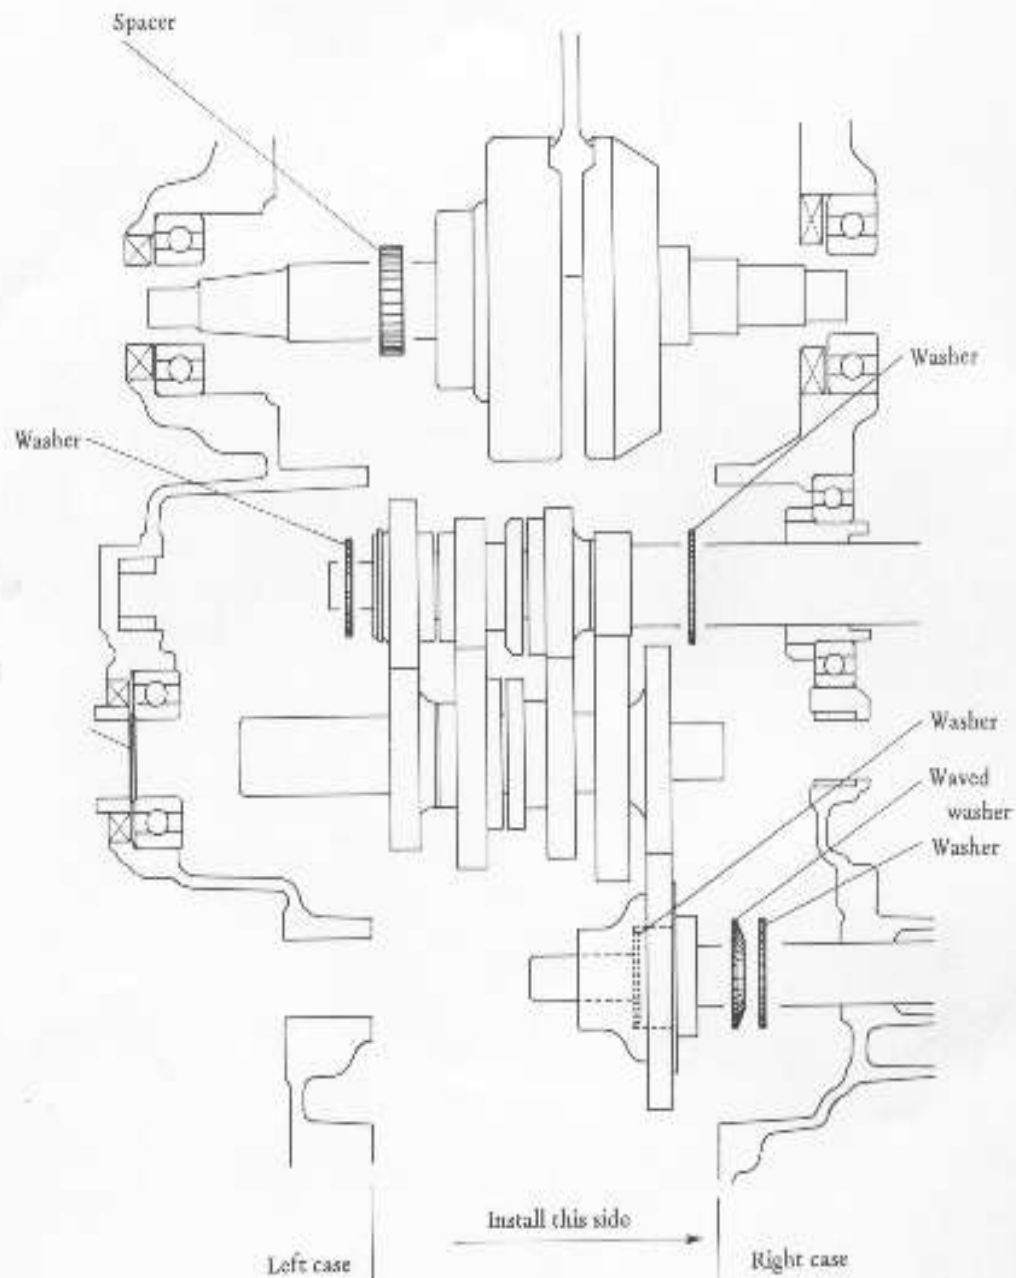 Spacer
Washer
Washer
Washer
Waved
washer
Washer
Install this side
Left case
Right case